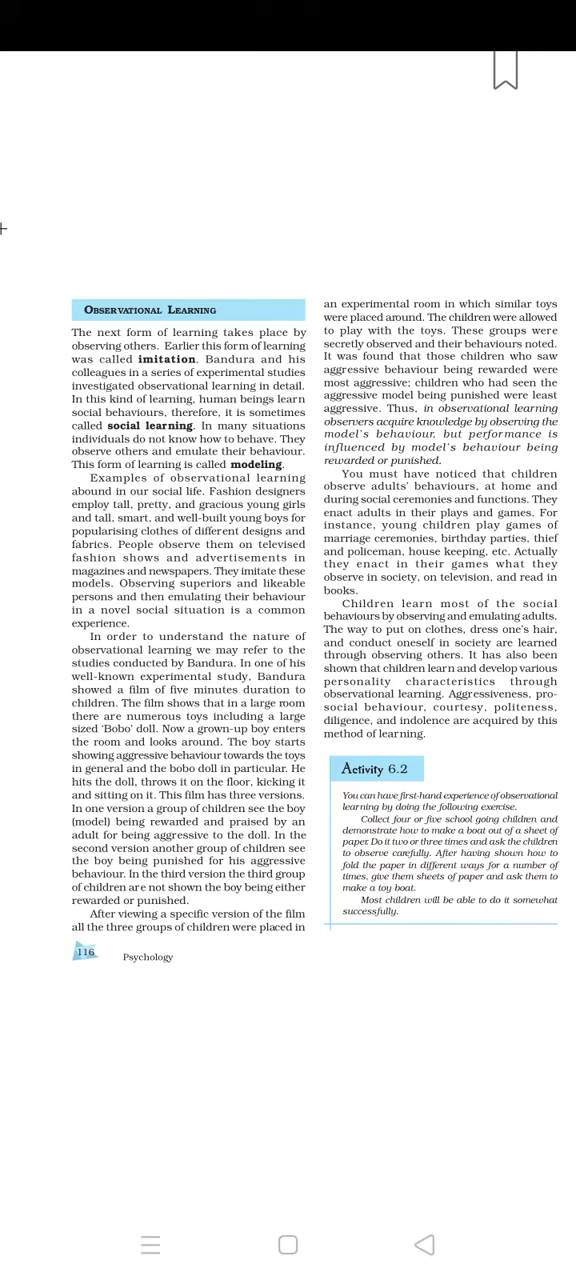 OBSERVATIONAL LEARNING
The next form of learning takes place by
observing others. Earlier this form of learning
was called imitation. Bandura and his
colleagues in a series of experimental studies
investigated observational learning in detail.
In this kind of learning, human beings learn
social behaviours, therefore, it is sometimes
called social learning. In many situations
individuals do not know how to behave. They
observe others and emulate their behaviour.
This form of learning is called modeling.
Examples of observational learning
abound in our social life. Fashion designers
employ tall, pretty, and gracious young girls
and tall, smart, and well-built young boys for
popularising clothes of different designs and
fabrics. People observe them on televised
fashion shows and advertisements in
magazines and newspapers. They imitate these
models. Observing superiors and likeable
persons and then emulating their behaviour
in a novel social situation is a common
experience.
In order to understand the nature of
observational learning we may refer to the
studies conducted by Bandura. In one of his
well-known experimental study, Bandura
showed a film of five minutes duration to
children. The film shows that in a large room
there are numerous toys including a large
sized ‘Bobo’ doll. Now a grown-up boy enters
the room and looks around. The boy starts
showing aggressive behaviour towards the toys
in general and the bobo doll in particular. He
hits the doll, throws it on the floor, kicking it
and sitting on it. This film has three versions.
In one version a group of children see the boy
(model) being rewarded and praised by an
adult for being aggressive to the doll. In the
second version another group of children see
the boy being punished for his aggressive
behaviour. In the third version the third group
of children are not shown the boy being either
rewarded or punished.
After viewing a specific version of the film
all the three groups of children were placed in
an experimental room in which similar toys
were placed around. The children were allowed
to play with the toys. These groups were
secretly observed and their behaviours noted.
It was found that those children who saw
aggressive behaviour being rewarded were
most aggressive; children who had seen the
aggressive model being punished were least
aggressive. Thus, in observational learning
observers acquire knowledge by observing the
model’s behaviour, but performance is
influenced by model’s behaviour being
rewarded or punished.
You must have noticed that children
observe adults’ behaviours, at home and
during social ceremonies and functions. They
enact adults in their plays and games. For
instance, young children play games of
marriage ceremonies, birthday parties, thief
and policeman, house keeping, etc. Actually
they enact in their games what they
observe in society, on television, and read in
books.
Children learn most of the social
behaviours by observing and emulating adults.
The way to put on clothes, dress one’s hair,
and conduct oneself in society are learned
through observing others. It has also been
shown that children learn and develop various
personality characteristics through
observational learning. Aggressiveness, pro-
social behaviour, courtesy, politeness,
diligence, and indolence are acquired by this
method of learning.
Activity 6.2
You can have first-hand experience of observational
learning by doing the following exercise.
Collect four or five school going children and
demonstrate how to make a boat out of a sheet of
paper. Do it two or three times and ask the children
to observe carefully. After having shown how to
fold the paper in different ways for a number of
times, give them sheets of paper and ask them to
make a toy boat.
Most children will be able to do it somewhat
successfully.
116
Psychology